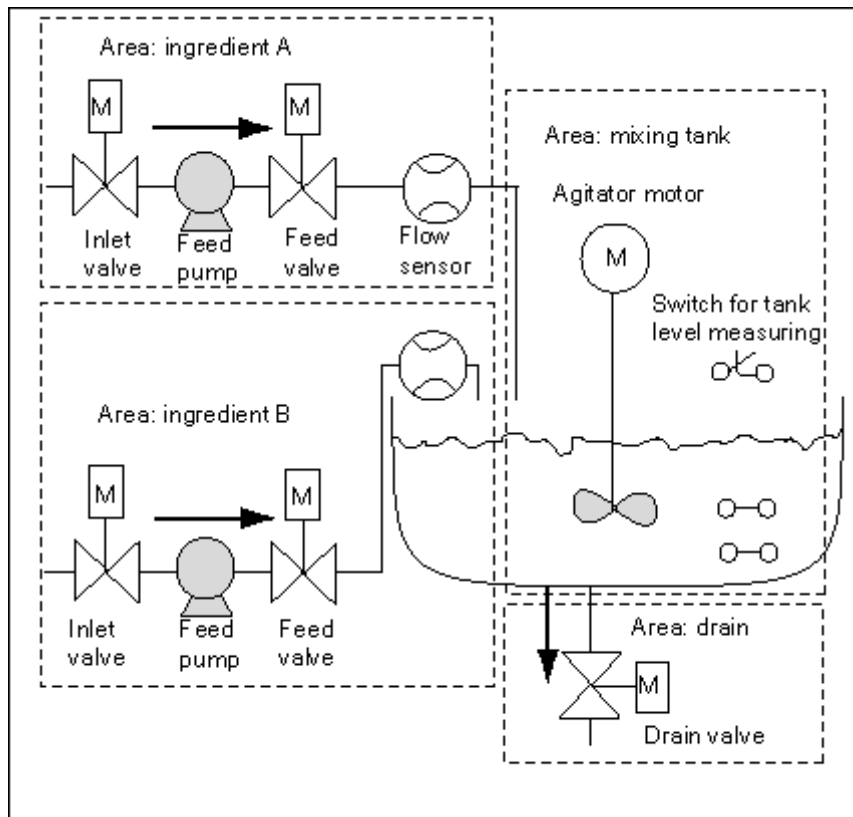 Area: ingredient A
M
M
Inlet
valve
Feed
pump
Feed
valve
Flow
sensor
Area: mixing tank
Agitator motor
M
Switch for tank
level measuring
Area: ingredient B
M
M
Inlet
valve
Feed
pump
Feed
valve
Area: drain
M
Drain valve